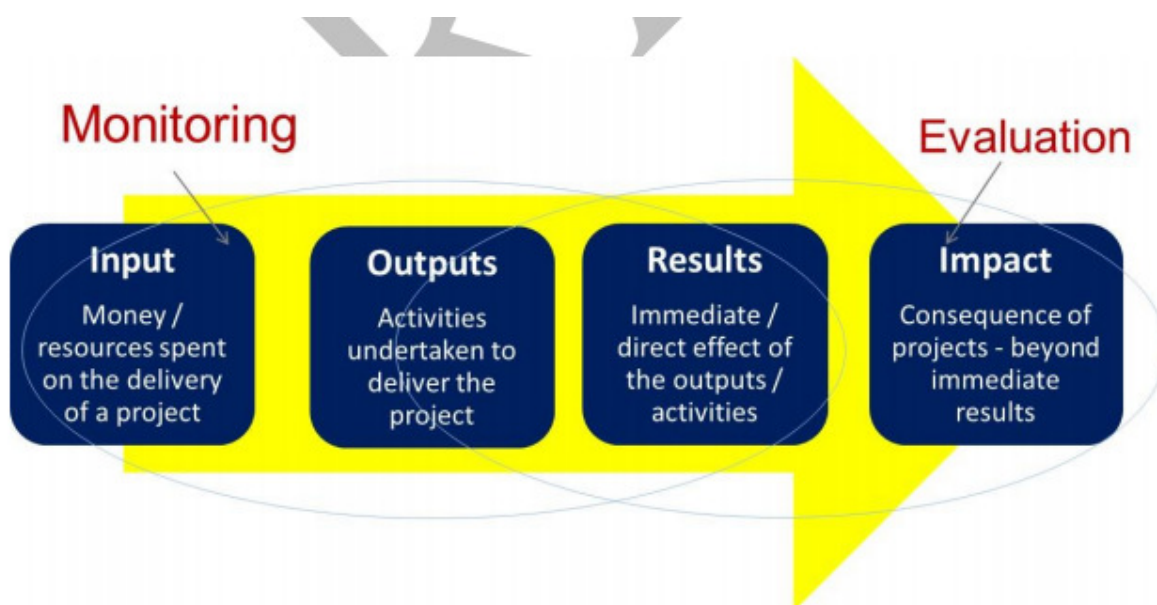 Monitoring
Evaluation
Input
Money /
resources spent
on the delivery
of a project
Outputs
Activities
undertaken to
deliver the
project
Results
Immediate /
direct effect of
the outputs /
activities
Impact
Consequence of
projects - beyond
immediate
results